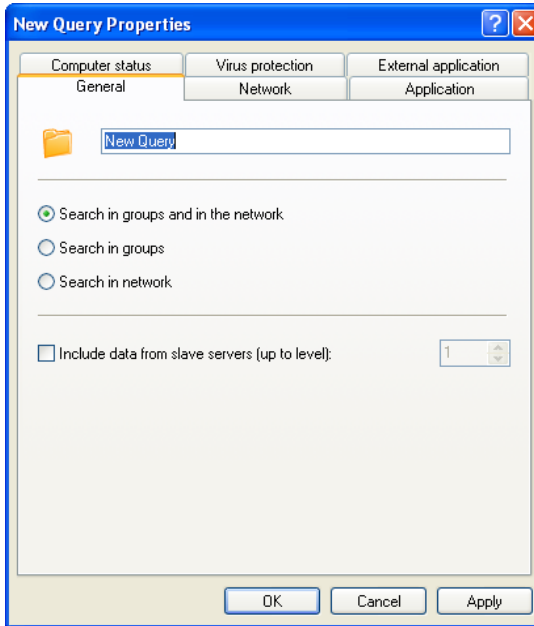 New Query Properties
Computer status Virus protection External application
General Network Application
New Query
Search in groups and in the network
Search in groups
Search in network
Include data from slave servers (up to level): 1
OK Cancel Apply